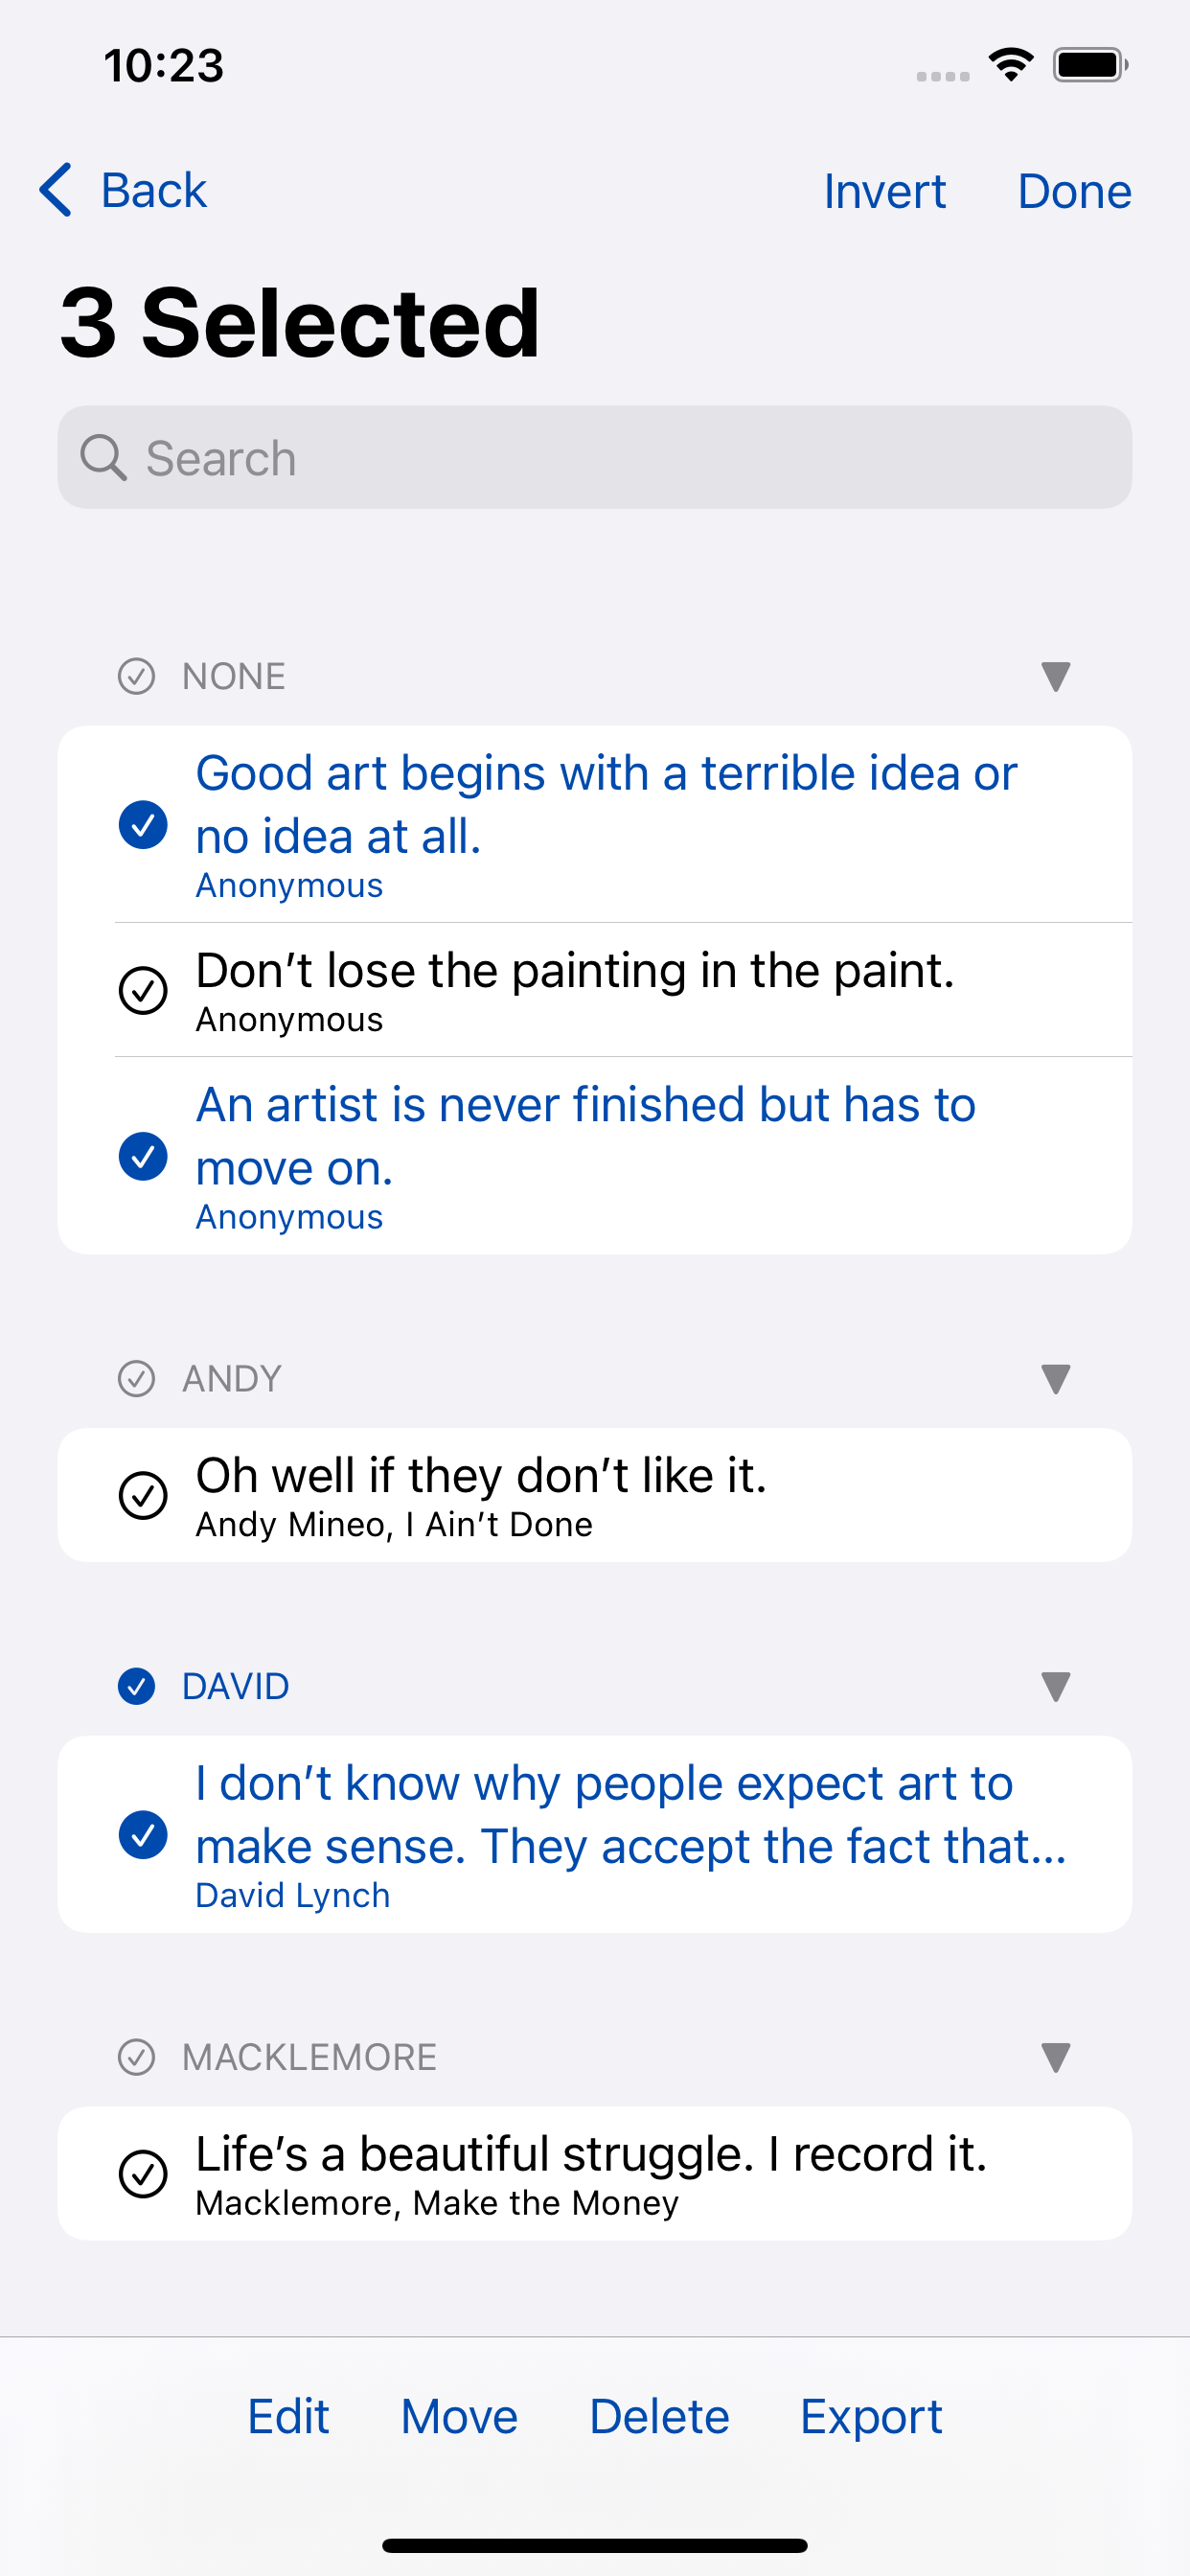 10:23
Back
Invert
Done
3 Selected
Search
NONE
Good art begins with a terrible idea or
no idea at all.
Anonymous
Don’t lose the painting in the paint.
Anonymous
An artist is never finished but has to
move on.
Anonymous
ANDY
Oh well if they don’t like it.
Andy Mineo, I Ain’t Done
DAVID
I don’t know why people expect art to
make sense. They accept the fact that...
David Lynch
MACKLEMORE
Life’s a beautiful struggle. I record it.
Macklemore, Make the Money
Edit
Move
Delete
Export